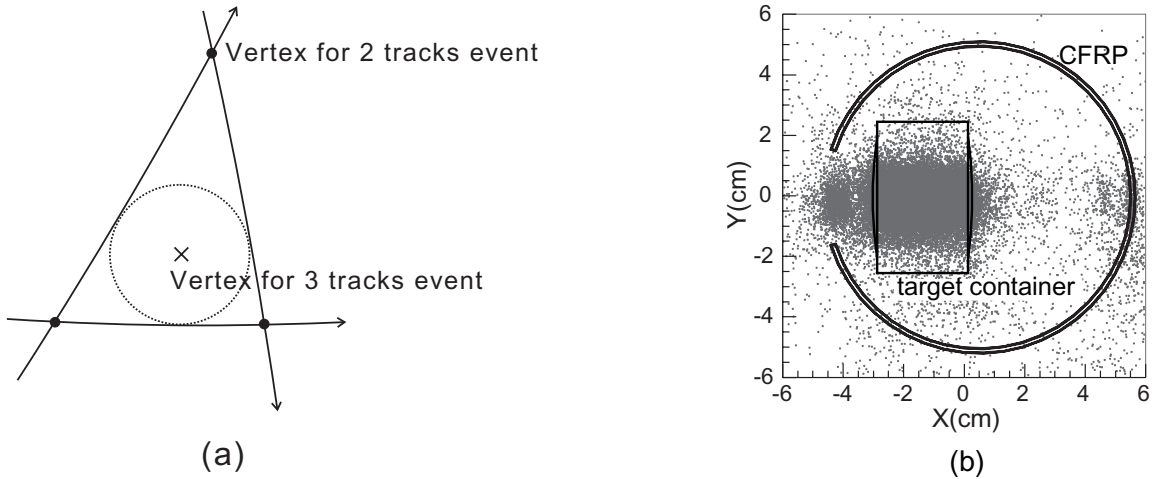 Vertex for 2 tracks event
×
Vertex for 3 tracks event
(a)
6
4
2
0
-2
-4
-6
Y(cm)
CFRP
target container
-6 -4 -2 0 2 4 6
X(cm)
(b)